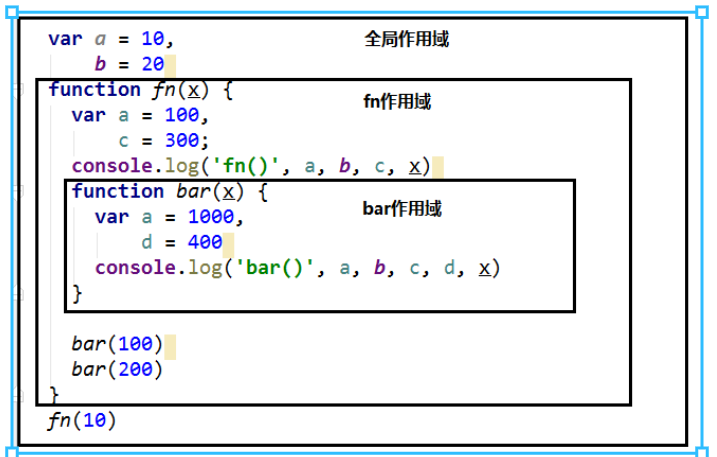 var a = 10, 全局作用域
b = 20
function fn(x) {
var a = 100, fn作用域
c = 300;
console.log('fn()', a, b, c, x)
function bar(x) {
var a = 1000, bar作用域
d = 400
console.log('bar()', a, b, c, d, x)
}
bar(100)
bar(200)
}
fn(10)